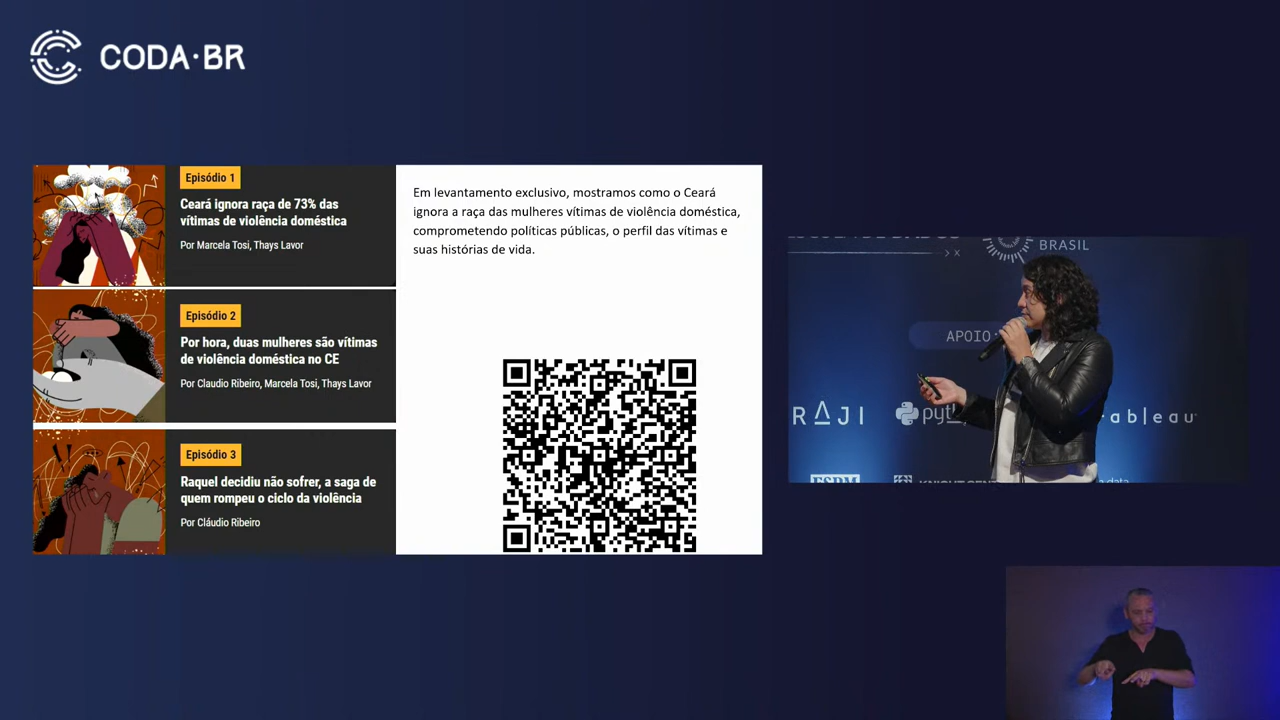 CODA·BR
Episódio 1
Ceará ignora raça de 73% das
vítimas de violência doméstica
Por Marcela Tosi, Thays Lavor
Episódio 2
Por hora, duas mulheres são vítimas
de violência doméstica no CE
Por Claudio Ribeiro, Marcela Tosi, Thays Lavor
Episódio 3
Raquel decidiu não sofrer, a saga de
quem rompeu o ciclo da violência
Por Cláudio Ribeiro
Em levantamento exclusivo, mostramos como o Ceará
ignora a raça das mulheres vítimas de violência doméstica,
comprometendo políticas públicas, o perfil das vítimas e
suas histórias de vida.
BRASIL
APOIO
RAJI
pyth
ableau